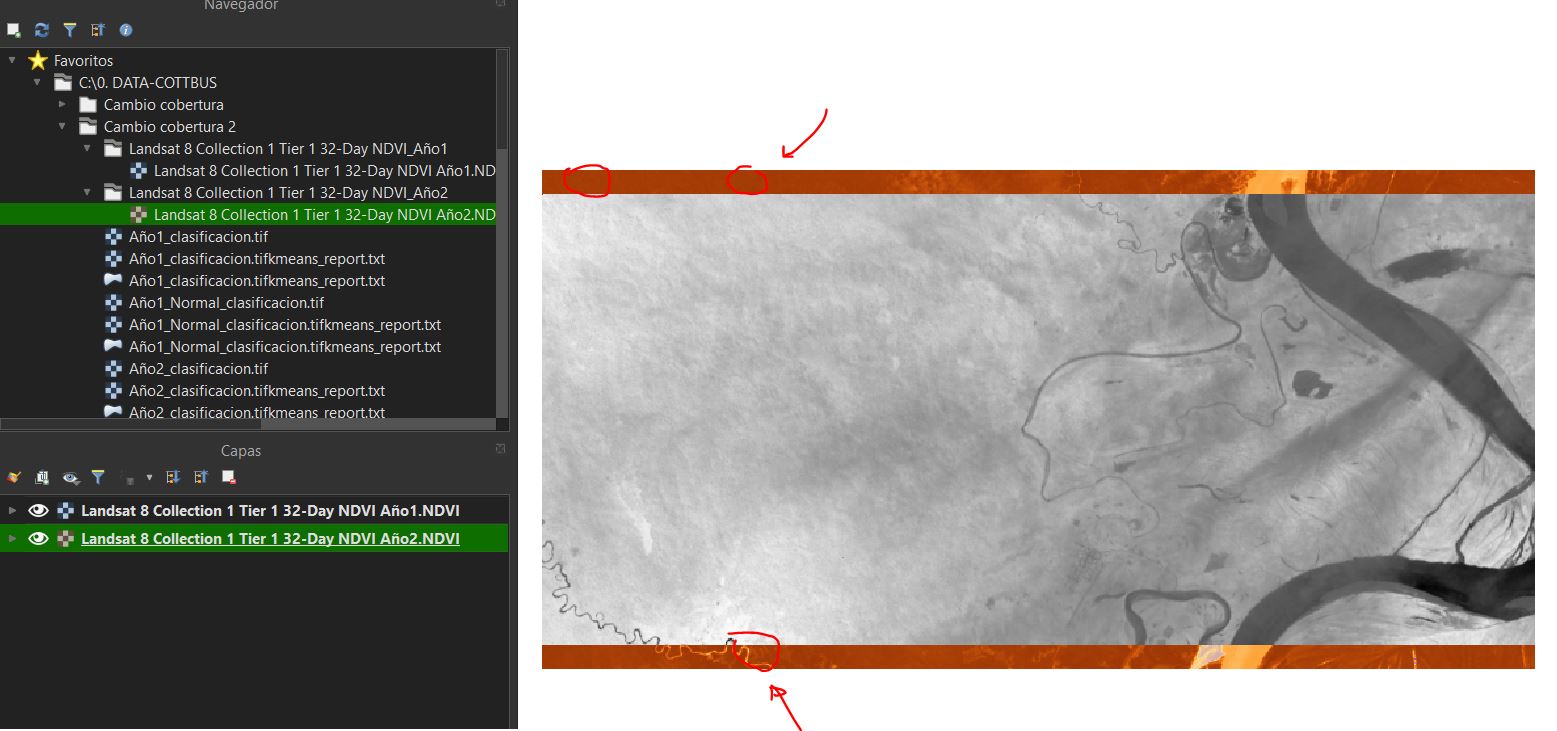 Navegador
Favoritos
C:\0. DATA-COTTBUS
Cambio cobertura
Cambio cobertura 2
Landsat 8 Collection 1 Tier 1 32-Day NDVI_Año1
Landsat 8 Collection 1 Tier 1 32-Day NDVI Año1.ND
Landsat 8 Collection 1 Tier 1 32-Day NDVI_Año2
Landsat 8 Collection 1 Tier 1 32-Day NDVI Año2.ND
Año1_clasificacion.tif
Año1_clasificacion.tifkmeans_report.txt
Año1_clasificacion.tifkmeans_report.txt
Año1_Normal_clasificacion.tif
Año1_Normal_clasificacion.tifkmeans_report.txt
Año1_Normal_clasificacion.tifkmeans_report.txt
Año2_clasificacion.tif
Año2_clasificacion.tifkmeans_report.txt
Año2_clasificacion.tifkmeans_report.txt
Capas
Landsat 8 Collection 1 Tier 1 32-Day NDVI Año1.NDVI
Landsat 8 Collection 1 Tier 1 32-Day NDVI Año2.NDVI